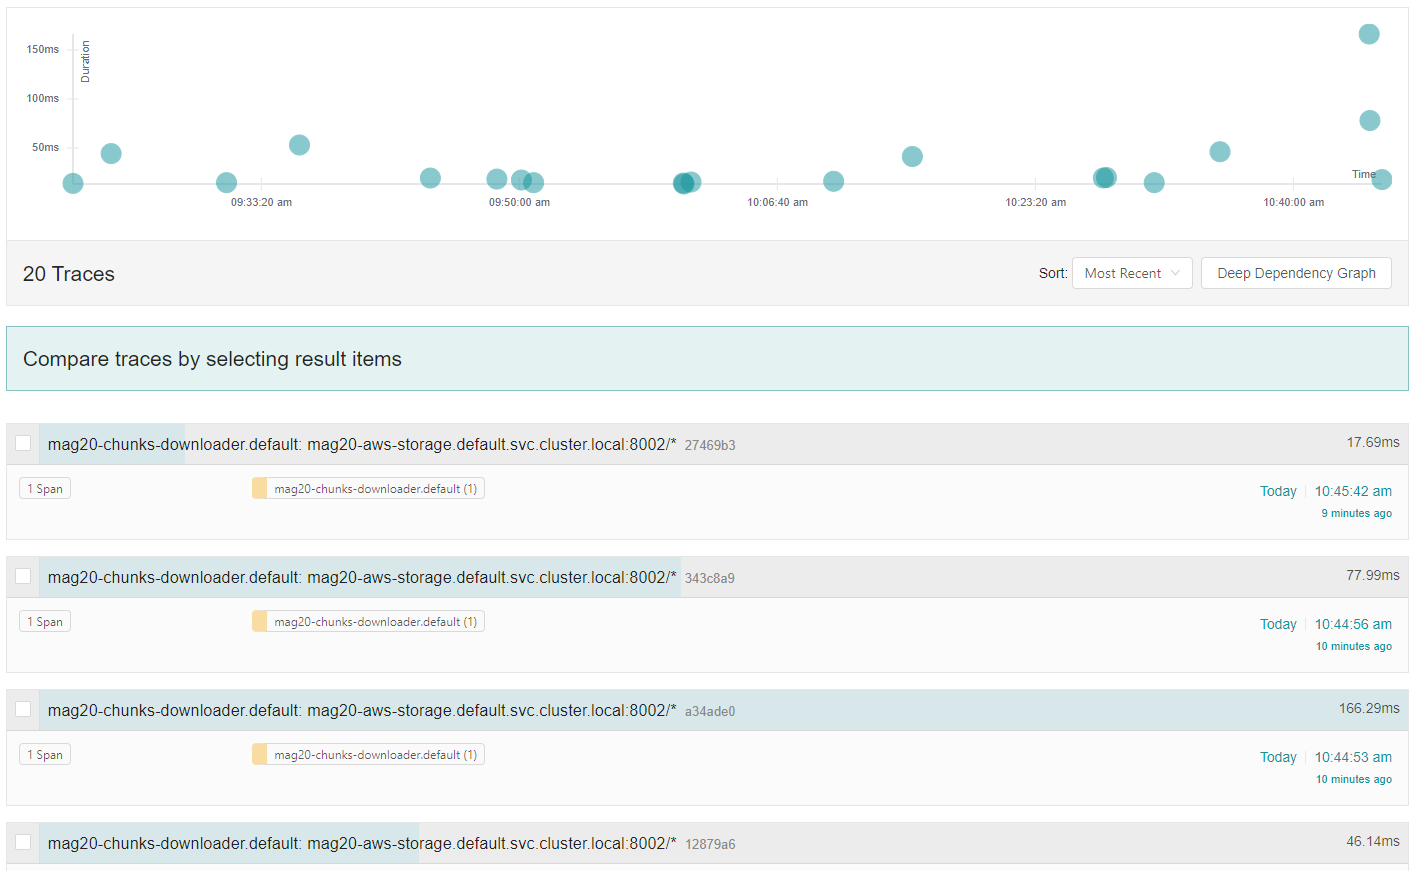 150ms
Duration
100ms
50ms
Time
09:33:20 am
09:50:00 am
10:06:40 am
10:23:20 am
10:40:00 am
20 Traces
Sort: Most Recent
Deep Dependency Graph
Compare traces by selecting result items
mag20-chunks-downloader.default: mag20-aws-storage.default.svc.cluster.local:8002/* 27469b3
17.69ms
1 Span
mag20-chunks-downloader.default (1)
Today 10:45:42 am
9 minutes ago
mag20-chunks-downloader.default: mag20-aws-storage.default.svc.cluster.local:8002/* 343c8a9
77.99ms
1 Span
mag20-chunks-downloader.default (1)
Today 10:44:56 am
10 minutes ago
mag20-chunks-downloader.default: mag20-aws-storage.default.svc.cluster.local:8002/* a34ade0
166.29ms
1 Span
mag20-chunks-downloader.default (1)
Today 10:44:53 am
10 minutes ago
mag20-chunks-downloader.default: mag20-aws-storage.default.svc.cluster.local:8002/* 12879a6
46.14ms